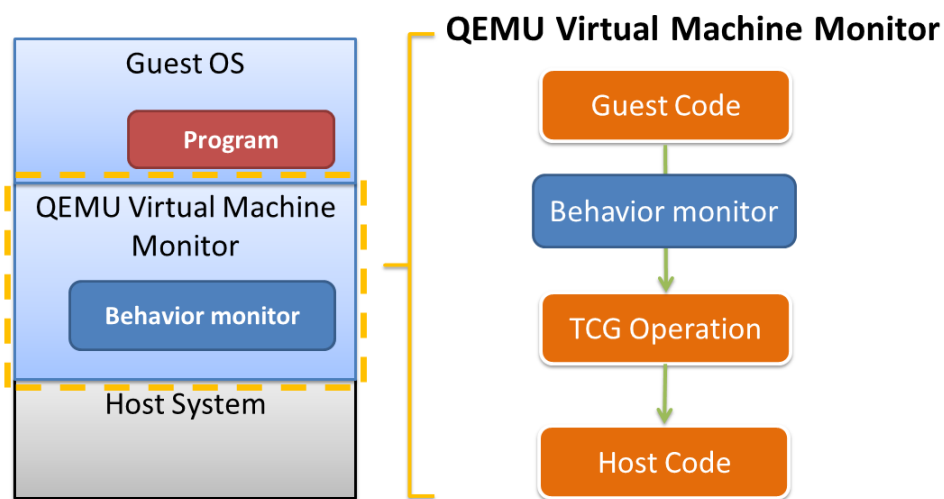 Guest OS
Program
QEMU Virtual Machine
Monitor
Behavior monitor
Host System
QEMU Virtual Machine Monitor
Guest Code
Behavior monitor
TCG Operation
Host Code